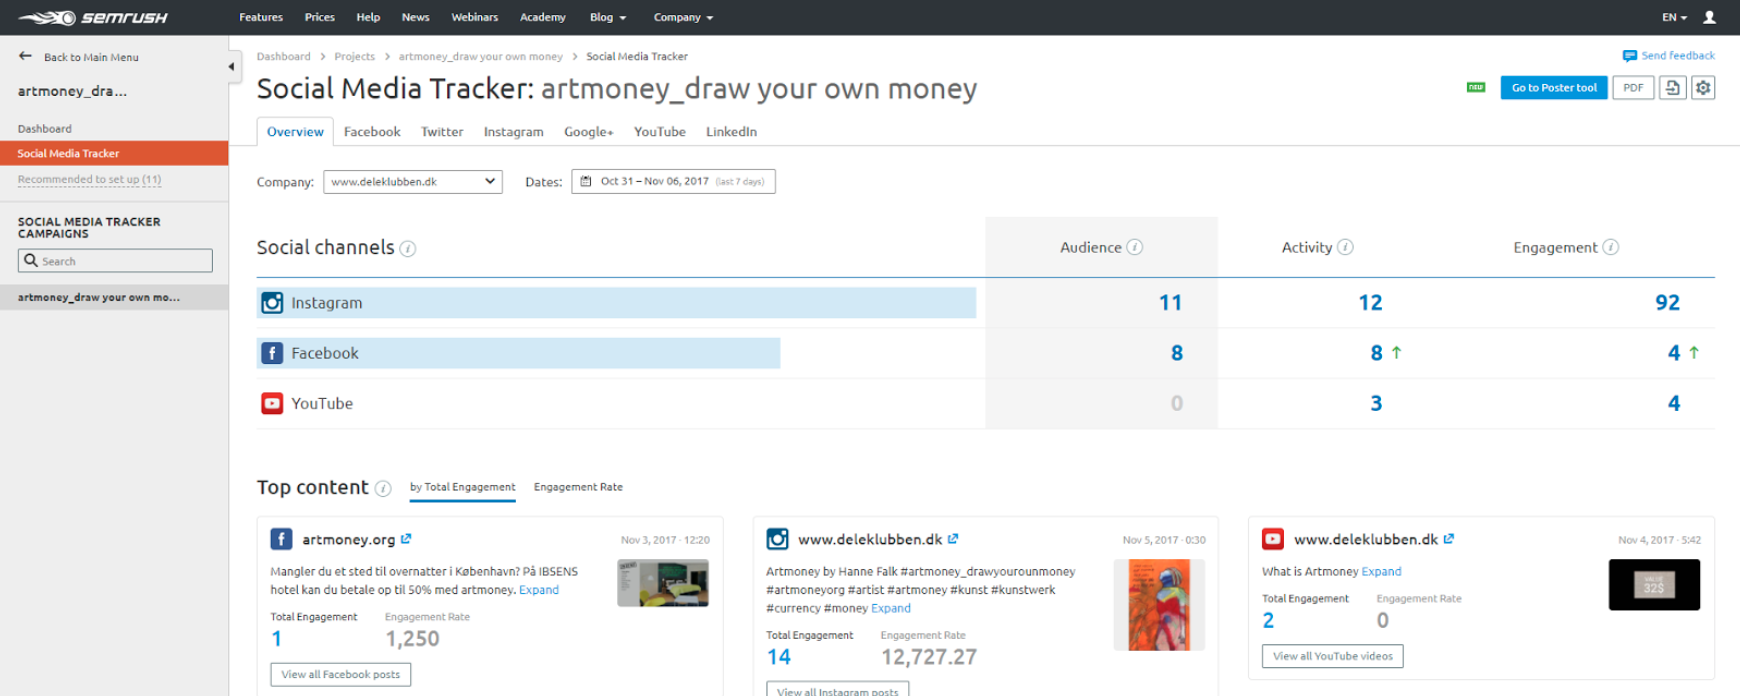 semrush
Features Prices Help News Webinars Academy Blog Company EN
Back to Main Menu
artmoney_dra...
Dashboard
Social Media Tracker
Recommended to set up (11)
SOCIAL MEDIA TRACKER
CAMPAIGNS
Search
artmoney_draw your own mo...
Dashboard > Projects > artmoney_draw your own money > Social Media Tracker
Send feedback
Social Media Tracker: artmoney_draw your own money
new Go to Poster tool PDF
Overview Facebook Twitter Instagram Google+ YouTube LinkedIn
Company: www.deleklubben.dk Dates: Oct 31 – Nov 06, 2017 (last 7 days)
Social channels i Audience i Activity i Engagement i
Instagram 11 12 92
Facebook 8 8 ↑ 4 ↑
YouTube 0 3 4
Top content i by Total Engagement Engagement Rate
artmoney.org Nov 3, 2017 · 12:20
Mangler du et sted til overnatter i København? På IBSENS
hotel kan du betale op til 50% med artmoney. Expand
Total Engagement Engagement Rate
1 1,250
View all Facebook posts
www.deleklubben.dk Nov 5, 2017 · 0:30
Artmoney by Hanne Falk #artmoney_drawyourounmoney
#artmoneyorg #artist #artmoney #kunst #kunstwerk
#currency #money Expand
Total Engagement Engagement Rate
14 12,727.27
View all Instagram posts
www.deleklubben.dk Nov 4, 2017 · 5:42
What is Artmoney Expand
VALUE
32$
Total Engagement Engagement Rate
2 0
View all YouTube videos